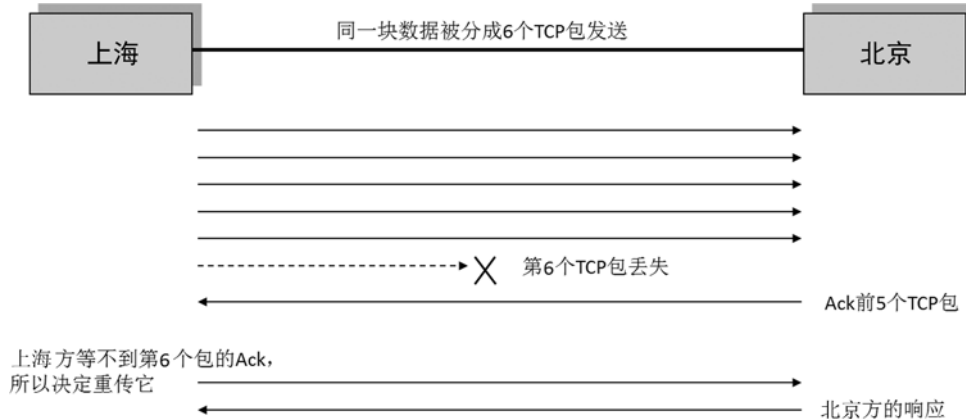 同一块数据被分成6个TCP包发送
上海
北京
第6个TCP包丢失
Ack前5个TCP包
上海方等不到第6个包的Ack，
所以决定重传它
北京方的响应